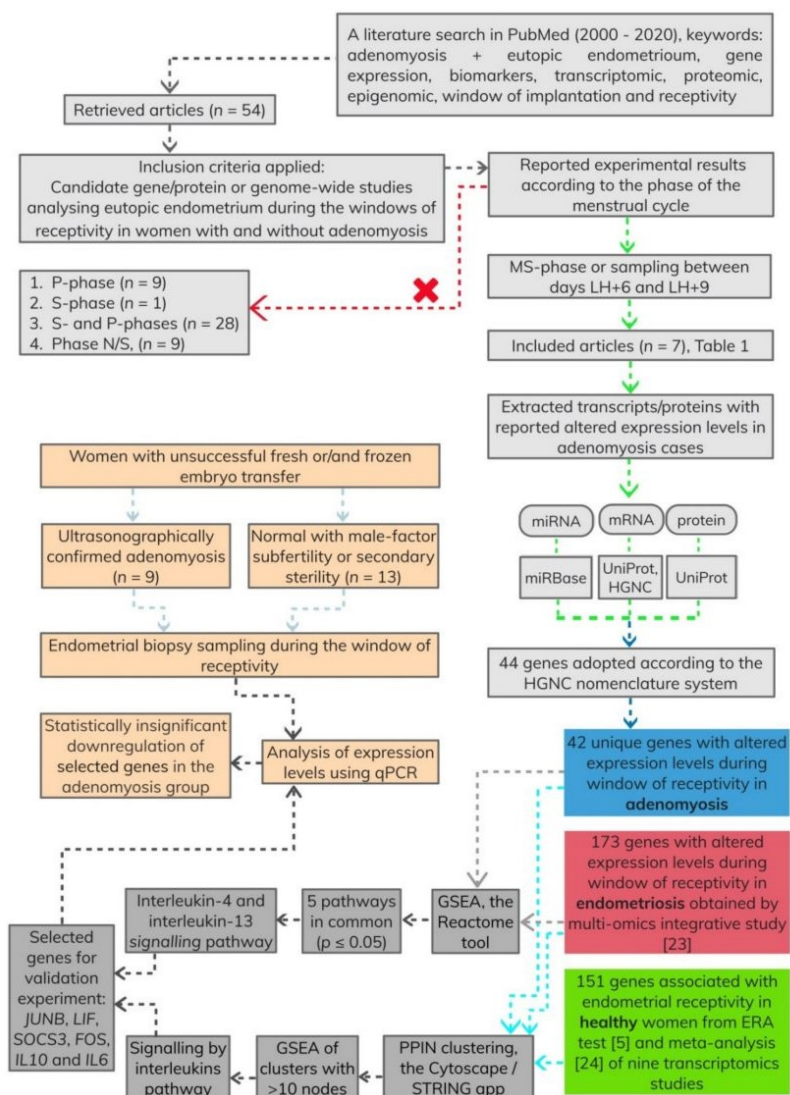 A literature search in PubMed (2000 - 2020), keywords:
adenomyosis + eutopic endometrioum, gene
expression, biomarkers, transcriptomic, proteomic,
epigenomic, window of implantation and receptivity
Retrieved articles (n = 54)
Inclusion criteria applied:
Candidate gene/protein or genome-wide studies
analysing eutopic endometrium during the windows of
receptivity in women with and without adenomyosis
Reported experimental results
according to the phase of the
menstrual cycle
1. P-phase (n = 9)
2. S-phase (n = 1)
3. S- and P-phases (n = 28)
4. Phase N/S, (n = 9)
MS-phase or sampling between
days LH+6 and LH+9
Included articles (n = 7), Table 1
Extracted transcripts/proteins with
reported altered expression levels in
adenomyosis cases
miRNA
mRNA
protein
miRBase
UniProt,
HGNC
UniProt
44 genes adopted according to the
HGNC nomenclature system
Women with unsuccessful fresh or/and frozen
embryo transfer
Ultrasonographically
confirmed adenomyosis
(n = 9)
Normal with male-factor
subfertility or secondary
sterility (n = 13)
Endometrial biopsy sampling during the window of
receptivity
Statistically insignificant
downregulation of
selected genes in the
adenomyosis group
Analysis of expression
levels using qPCR
42 unique genes with altered
expression levels during
window of receptivity in
adenomyosis
173 genes with altered
expression levels during
window of receptivity in
endometriosis obtained by
multi-omics integrative study
[23]
151 genes associated with
endometrial receptivity in
healthy women from ERA
test [5] and meta-analysis
[24] of nine transcriptomics
studies
GSEA, the
Reactome
tool
5 pathways
in common
(p ≤ 0.05)
Interleukin-4 and
interleukin-13
signalling pathway
Selected
genes for
validation
experiment:
JUNB, LIF,
SOCS3, FOS,
IL10 and IL6
Signalling by
interleukins
pathway
GSEA of
clusters with
>10 nodes
PPIN clustering,
the Cytoscape /
STRING app